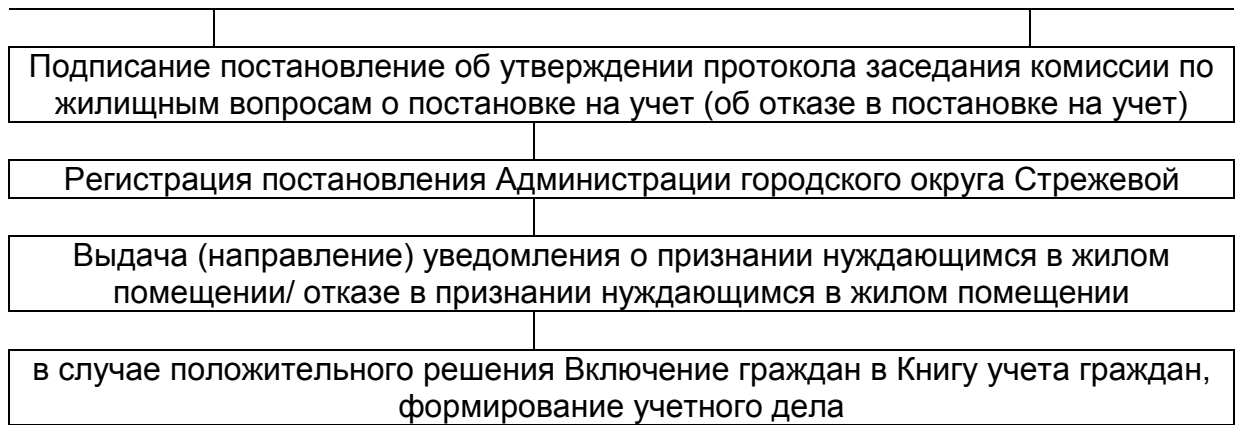 Подписание постановление об утверждении протокола заседания комиссии по
жилищным вопросам о постановке на учет (об отказе в постановке на учет)
Регистрация постановления Администрации городского округа Стрежевой
Выдача (направление) уведомления о признании нуждающимся в жилом
помещении/ отказе в признании нуждающимся в жилом помещении
в случае положительного решения Включение граждан в Книгу учета граждан,
формирование учетного дела